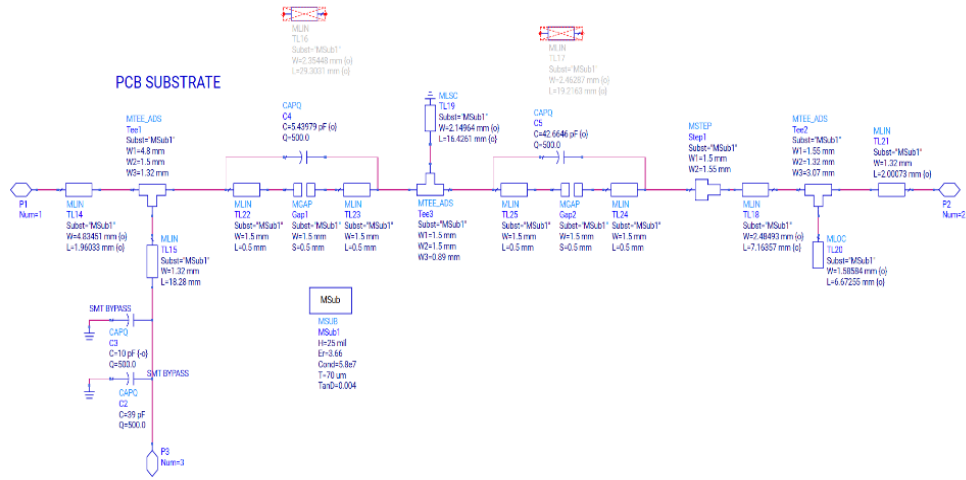 MLIN
TL16
Subst="MSub1"
W=2.35448 mm {o}
L=29.3031 mm {o}
MLIN
TL17
Subst="MSub1"
W=2.46287 mm {o}
L=19.2163 mm {o}
PCB SUBSTRATE
MTEE_ADS
Tee1
Subst="MSub1"
W1=4.8 mm
W2=1.5 mm
W3=1.32 mm
CAPQ
C4
C=5.43979 pF {o}
Q=500.0
MLSC
TL19
Subst="MSub1"
W=2.14964 mm {o}
L=16.4261 mm {o}
CAPQ
C5
C=42.6646 pF {o}
Q=500.0
MSTEP
Step1
Subst="MSub1"
W1=1.5 mm
W2=1.55 mm
MTEE_ADS
Tee2
Subst="MSub1"
W1=1.55 mm
W2=1.32 mm
W3=3.07 mm
MLIN
TL21
Subst="MSub1"
W=1.32 mm
L=2.00073 mm {o}
P1
Num=1
MLIN
TL14
Subst="MSub1"
W=4.83451 mm {o}
L=1.96033 mm {o}
MLIN
TL22
Subst="MSub1"
W=1.5 mm
L=0.5 mm
MGAP
Gap1
Subst="MSub1"
W=1.5 mm
S=0.5 mm
MLIN
TL23
Subst="MSub1"
W=1.5 mm
L=0.5 mm
MTEE_ADS
Tee3
Subst="MSub1"
W1=1.5 mm
W2=1.5 mm
W3=0.89 mm
MLIN
TL25
Subst="MSub1"
W=1.5 mm
L=0.5 mm
MGAP
Gap2
Subst="MSub1"
W=1.5 mm
S=0.5 mm
MLIN
TL24
Subst="MSub1"
W=1.5 mm
L=0.5 mm
MLIN
TL18
Subst="MSub1"
W=2.48493 mm {o}
L=7.16357 mm {o}
P2
Num=2
MLIN
TL15
Subst="MSub1"
W=1.32 mm
L=18.28 mm
MLOC
TL20
Subst="MSub1"
W=1.58584 mm {o}
L=6.67255 mm {o}
SMT BYPASS
CAPQ
C3
C=10 pF {-o}
Q=500.0
SMT BYPASS
CAPQ
C2
C=39 pF
Q=500.0
MSub
MSUB
MSub1
H=25 mil
Er=3.66
Cond=5.8e7
T=70 um
TanD=0.004
P3
Num=3